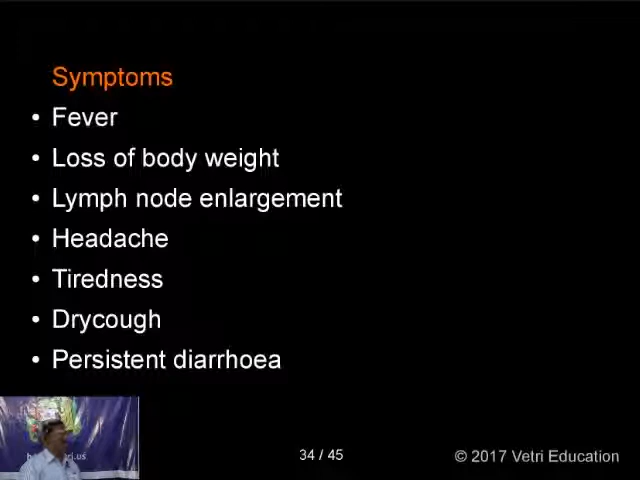 Symptoms
• Fever
• Loss of body weight
• Lymph node enlargement
• Headache
• Tiredness
• Drycough
• Persistent diarrhoea
34 / 45
© 2017 Vetri Education